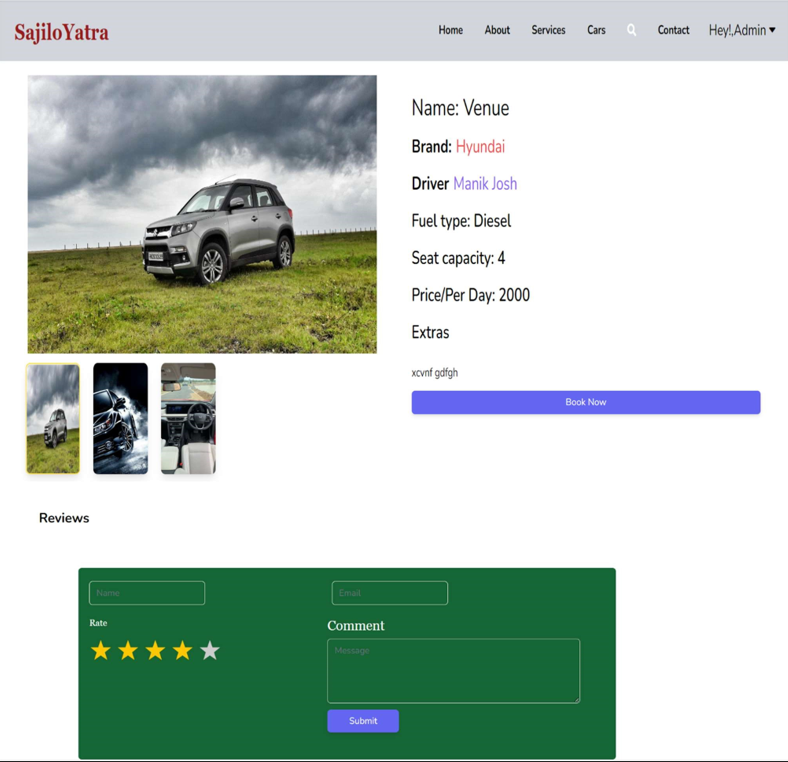 SajiloYatra
Home About Services Cars Contact Hey!,Admin
Name: Venue
Brand: Hyundai
Driver Manik Josh
Fuel type: Diesel
Seat capacity: 4
Price/Per Day: 2000
Extras
xcvnf gdfgh
Book Now
Reviews
Name
Email
Rate
Comment
Message
Submit